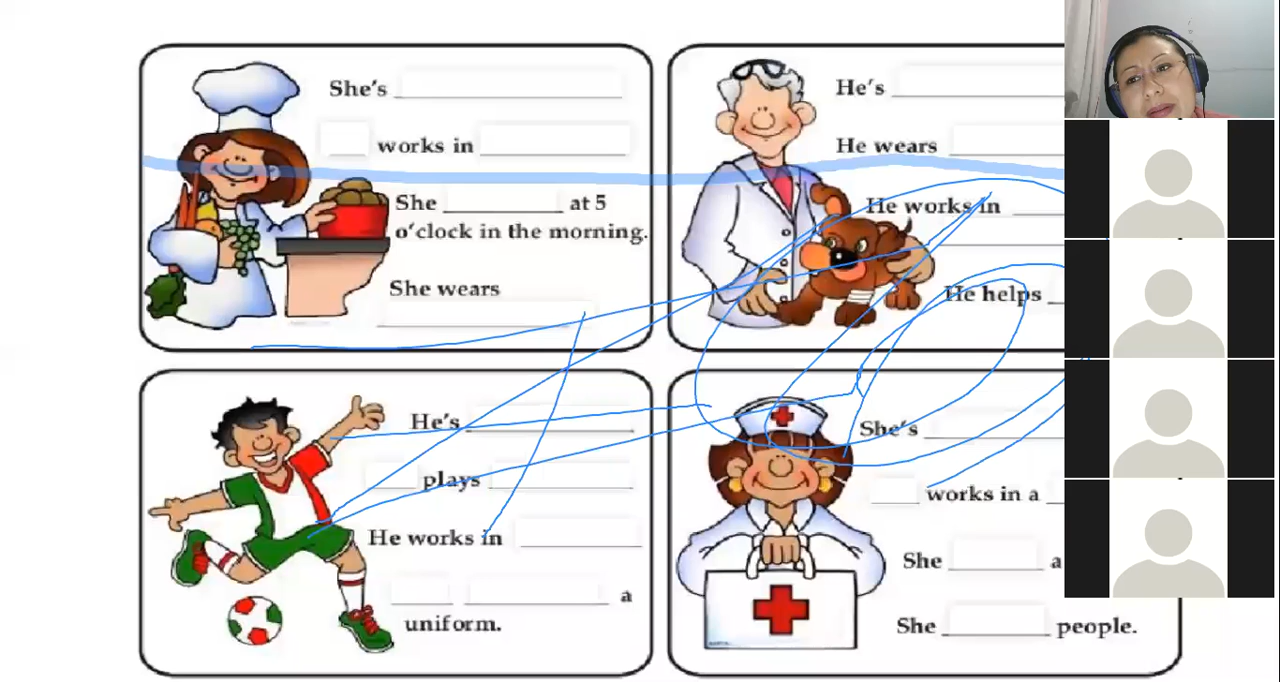 She's
works in
She at 5
o'clock in the morning.
She wears
He's
He wears
He works in
He helps
He's
plays
He works in
a
uniform.
She's
works in a
She a
She people.